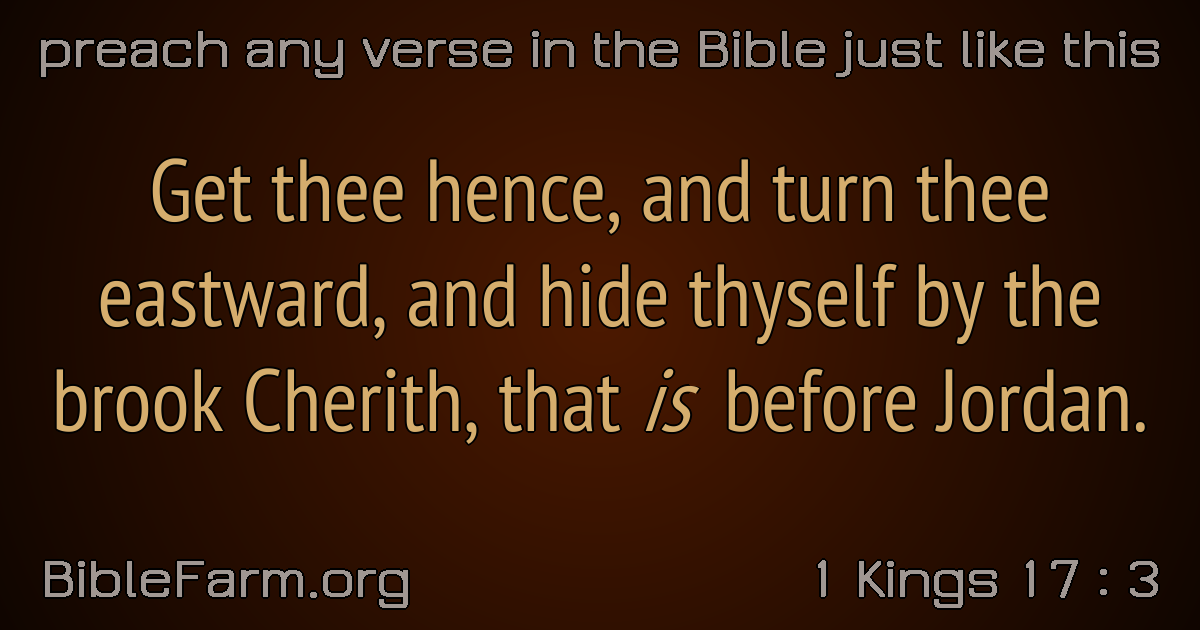 preach any verse in the Bible just like this
Get thee hence, and turn thee
eastward, and hide thyself by the
brook Cherith, that is before Jordan.
BibleFarm.org
1 Kings 17 : 3